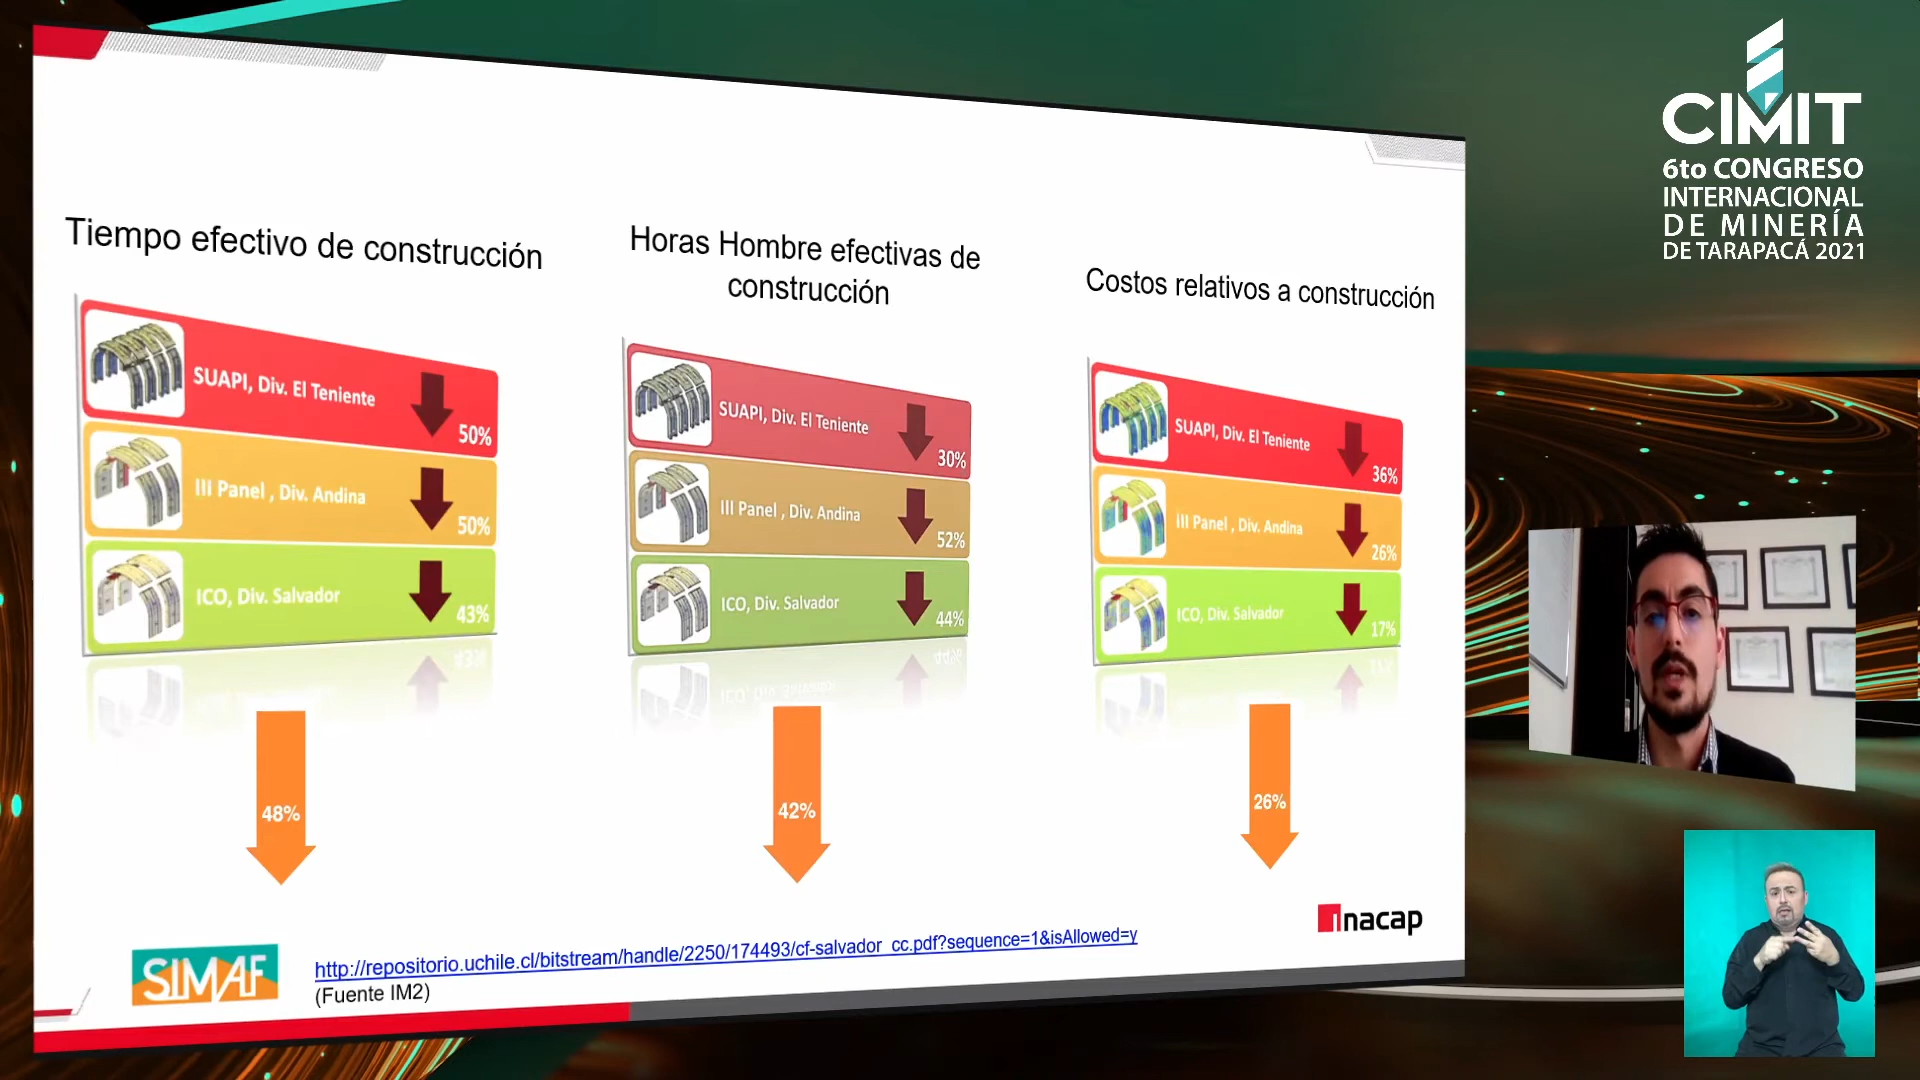 Tiempo efectivo de construcción
SUAPI, Div. El Teniente
50%
III Panel , Div. Andina
50%
ICO, Div. Salvador
43%
48%
Horas Hombre efectivas de
construcción
SUAPI, Div. El Teniente
30%
III Panel , Div. Andina
52%
ICO, Div. Salvador
44%
42%
Costos relativos a construcción
SUAPI, Div. El Teniente
36%
III Panel , Div. Andina
26%
ICO, Div. Salvador
17%
26%
SIMAF
http://repositorio.uchile.cl/bitstream/handle/2250/174493/cf-salvador_cc.pdf?sequence=1&isAllowed=y
(Fuente IM2)
inacap
CIMIT
6to CONGRESO
INTERNACIONAL
DE MINERÍA
DE TARAPACÁ 2021